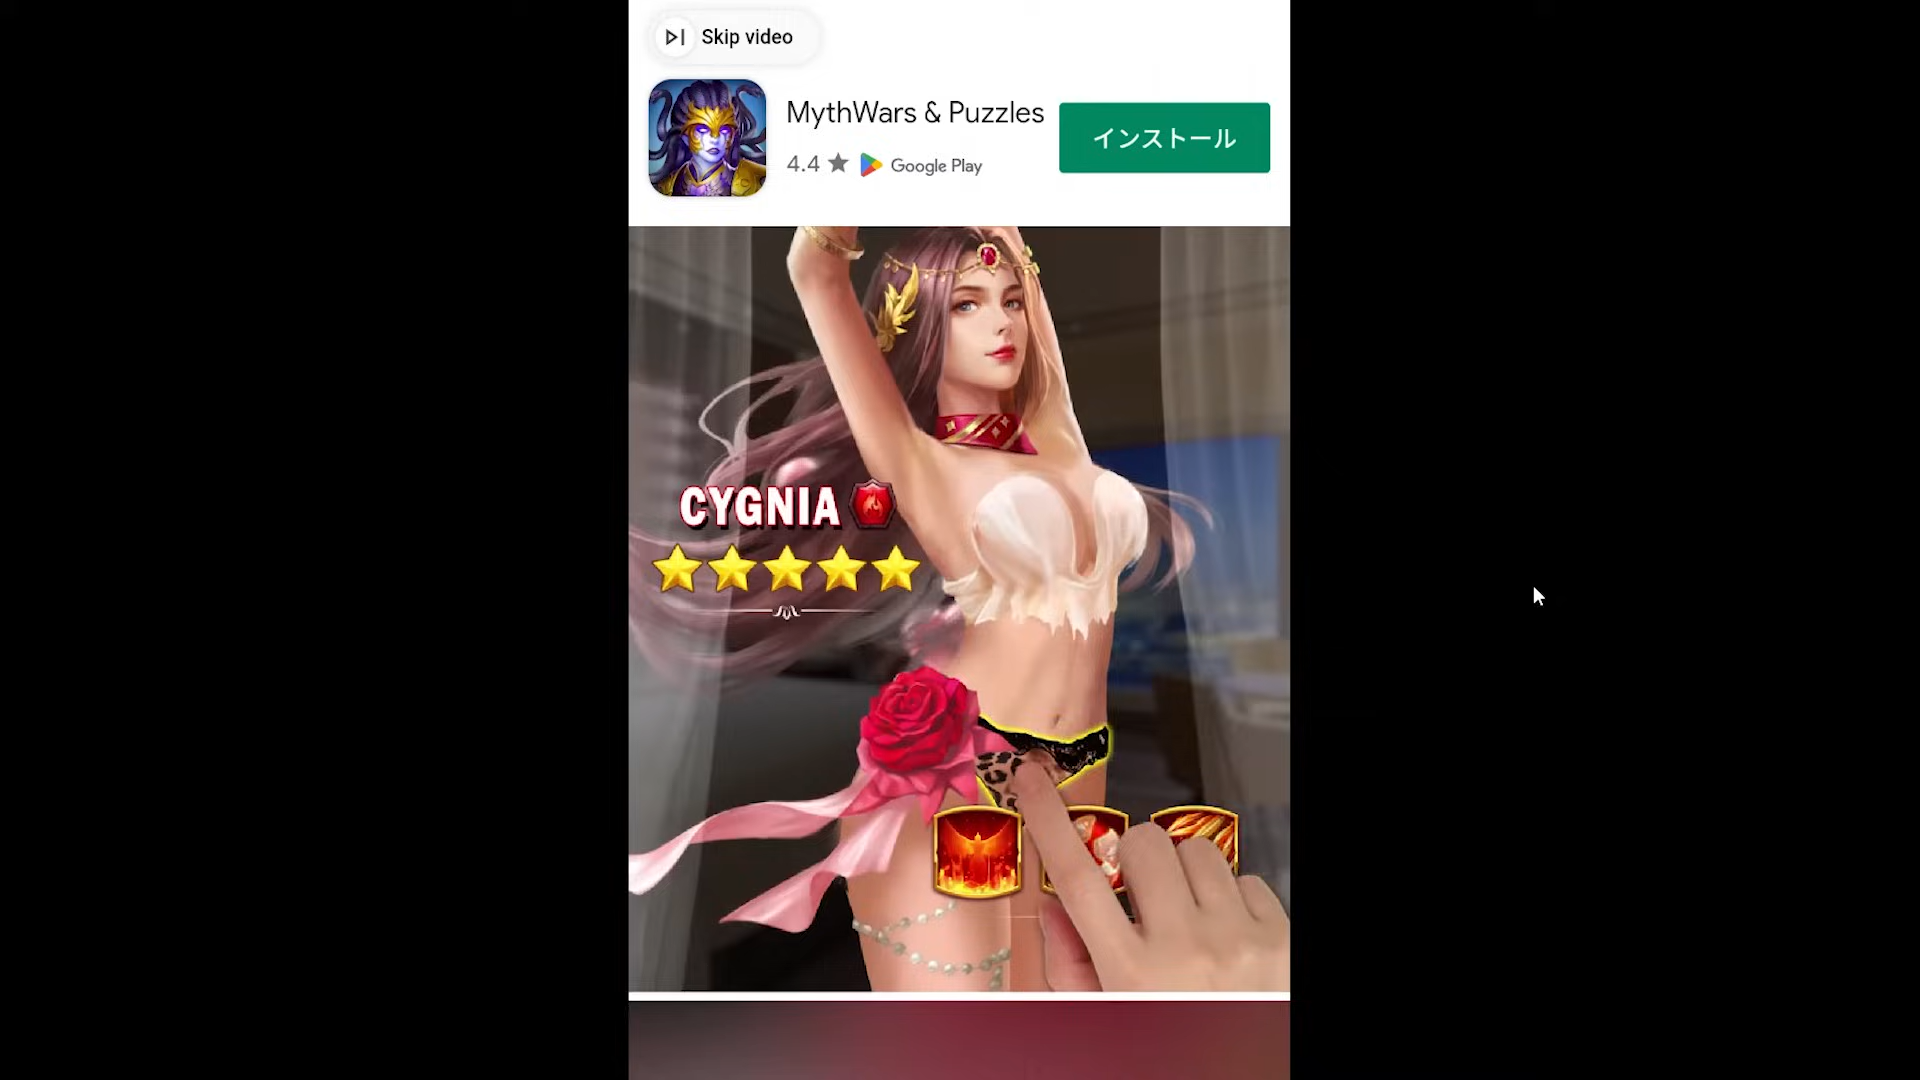 Skip video
MythWars & Puzzles
4.4 ★ Google Play
インストール
CYGNIA